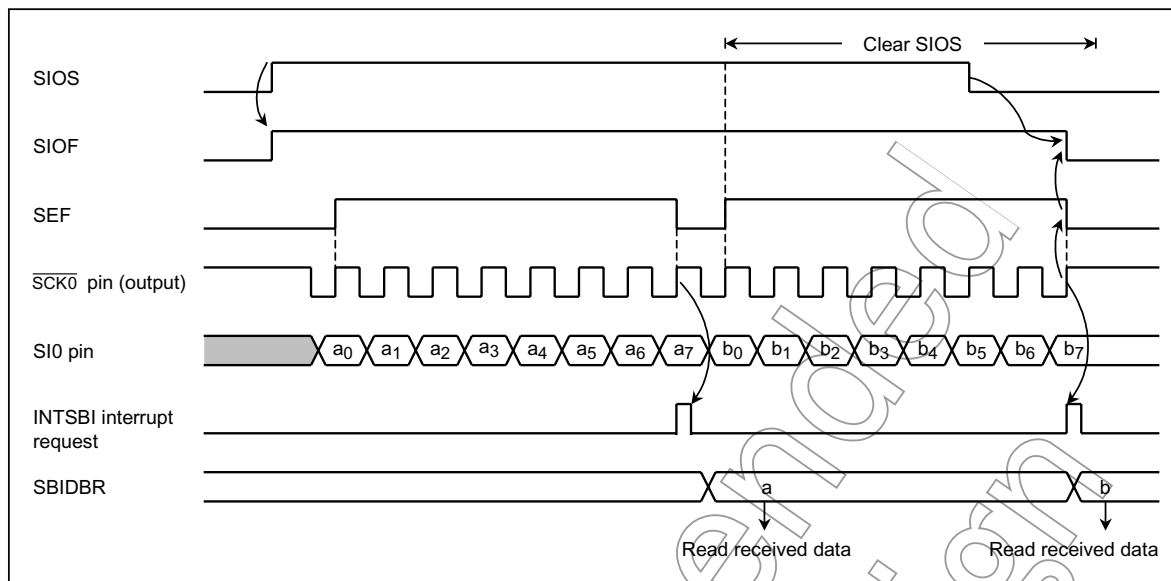 Clear SIOS
SIOS
SIOF
SEF
SCK0 pin (output)
SI0 pin
a0 a1 a2 a3 a4 a5 a6 a7 b0 b1 b2 b3 b4 b5 b6 b7
INTSBI interrupt
request
SBIDBR
a b
Read received data Read received data